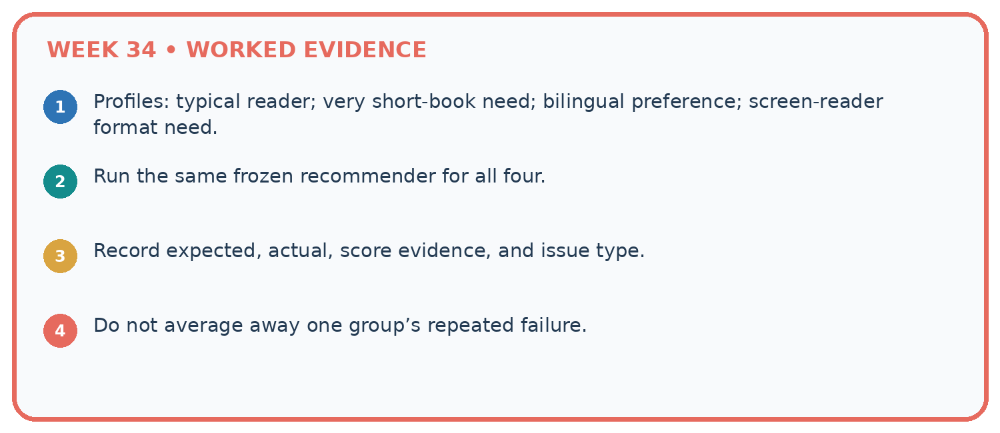 WEEK 34 • WORKED EVIDENCE
1 Profiles: typical reader; very short-book need; bilingual preference; screen-reader
format need.
2 Run the same frozen recommender for all four.
3 Record expected, actual, score evidence, and issue type.
4 Do not average away one group’s repeated failure.